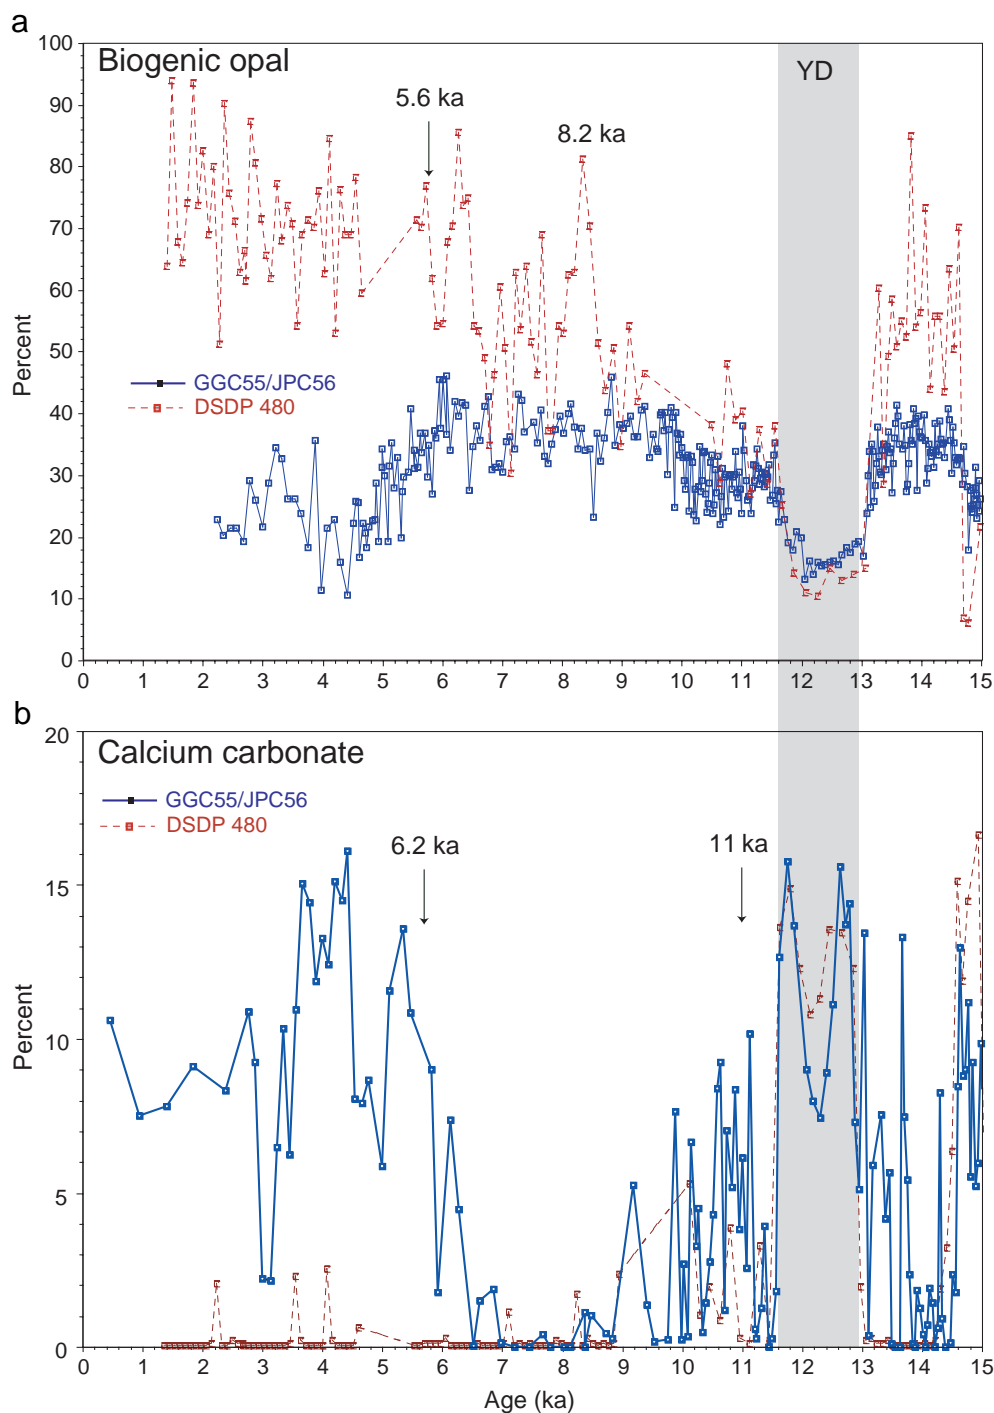 a
Biogenic opal
YD
5.6 ka
8.2 ka
GGC55/JPC56
DSDP 480
Percent
100
90
80
70
60
50
40
30
20
10
0
0 1 2 3 4 5 6 7 8 9 10 11 12 13 14 15
b
Calcium carbonate
GGC55/JPC56
DSDP 480
6.2 ka
11 ka
Percent
20
15
10
5
0
0 1 2 3 4 5 6 7 8 9 10 11 12 13 14 15
Age (ka)